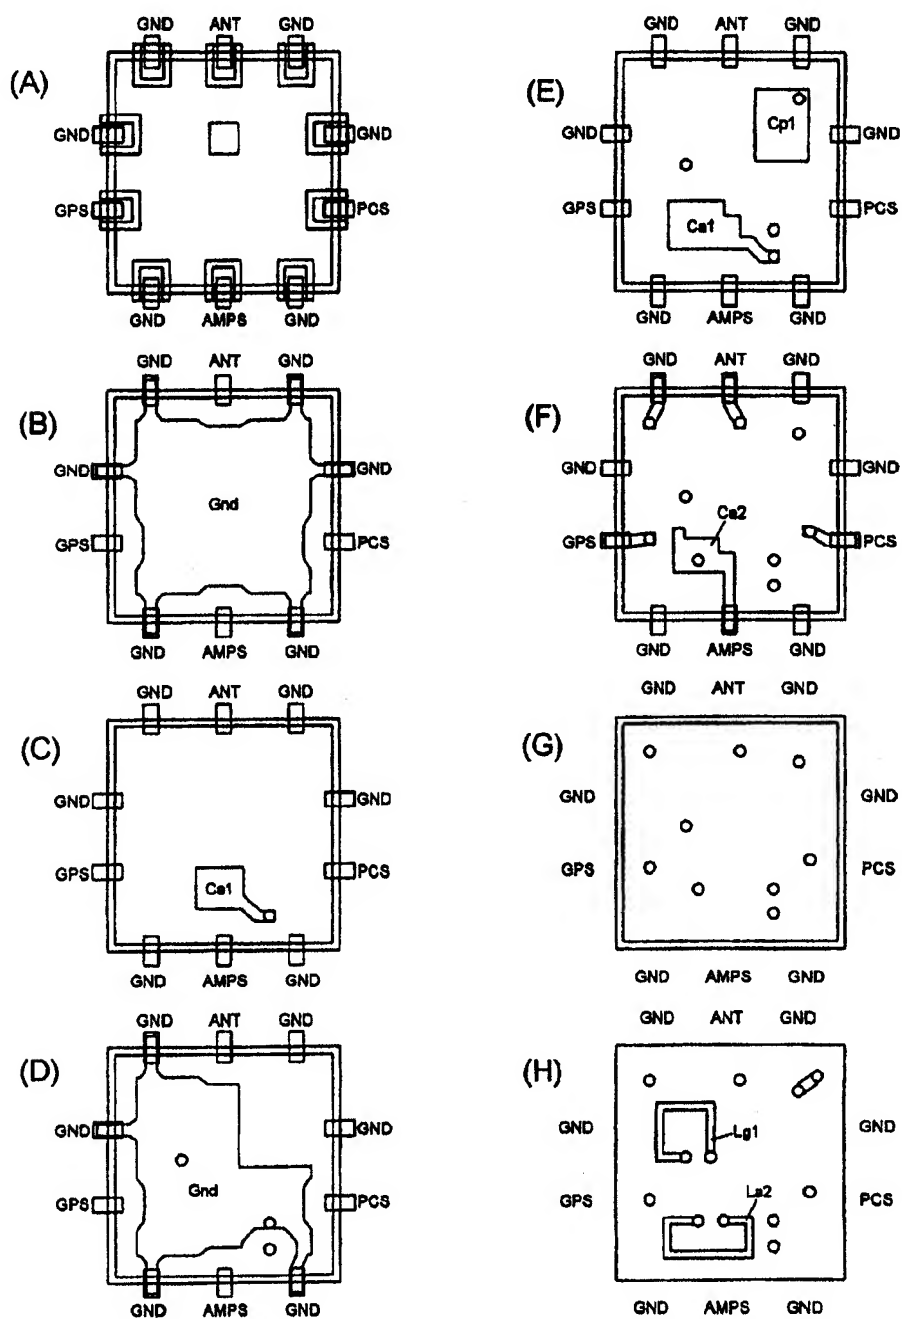 GND ANT GND
(A)
GND GND
GPS PCS
GND AMPS GND
GND ANT GND
(B)
GND GND
Gnd
GPS PCS
GND AMPS GND
GND ANT GND
(C)
GND GND
GPS PCS
Ca1
GND AMPS GND
GND ANT GND
(D)
GND GND
Gnd
GPS PCS
GND AMPS GND
GND ANT GND
(E)
Cp1
GND GND
GPS PCS
Ca1
GND AMPS GND
GND ANT GND
(F)
GND GND
Ca2
GPS PCS
GND AMPS GND
GND ANT GND
(G)
GND GND
GPS PCS
GND AMPS GND
GND ANT GND
(H)
GND GND
Lg1
La2
GPS PCS
GND AMPS GND